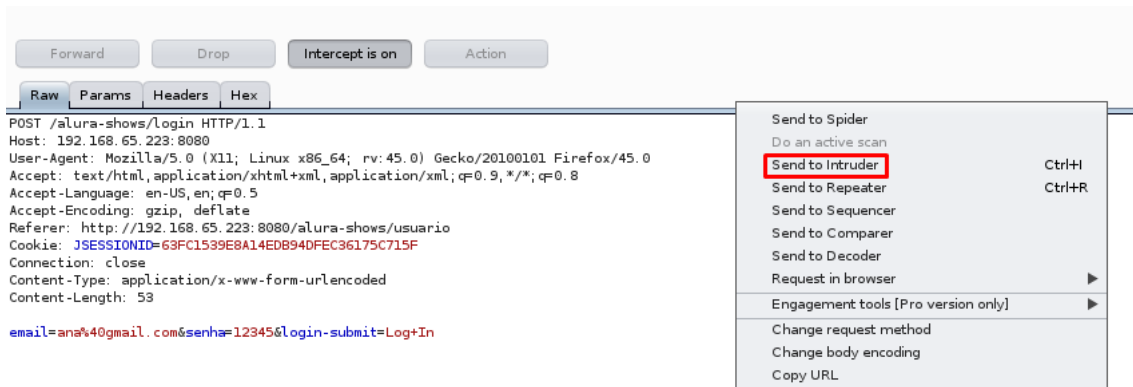 Forward Drop Intercept is on Action
Raw Params Headers Hex
POST /alura-shows/login HTTP/1.1
Host: 192.168.65.223:8080
User-Agent: Mozilla/5.0 (X11; Linux x86_64; rv:45.0) Gecko/20100101 Firefox/45.0
Accept: text/html,application/xhtml+xml,application/xml;q=0.9,*/*;q=0.8
Accept-Language: en-US,en;q=0.5
Accept-Encoding: gzip, deflate
Referer: http://192.168.65.223:8080/alura-shows/usuario
Cookie: JSESSIONID=63FC1539E8A14EDB94DFEC36175C715F
Connection: close
Content-Type: application/x-www-form-urlencoded
Content-Length: 53
email=ana%40gmail.com&senha=12345&login-submit=Log+In
Send to Spider
Do an active scan
Send to Intruder Ctrl+I
Send to Repeater Ctrl+R
Send to Sequencer
Send to Comparer
Send to Decoder
Request in browser
Engagement tools [Pro version only]
Change request method
Change body encoding
Copy URL